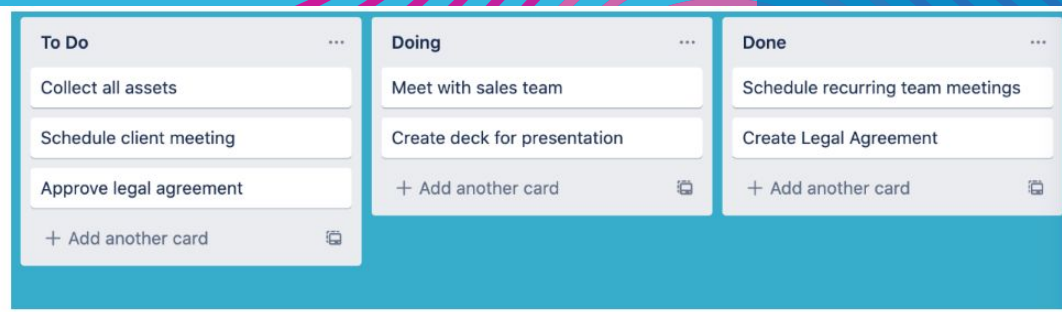 To Do
Collect all assets
Schedule client meeting
Approve legal agreement
+ Add another card
Doing
Meet with sales team
Create deck for presentation
+ Add another card
Done
Schedule recurring team meetings
Create Legal Agreement
+ Add another card